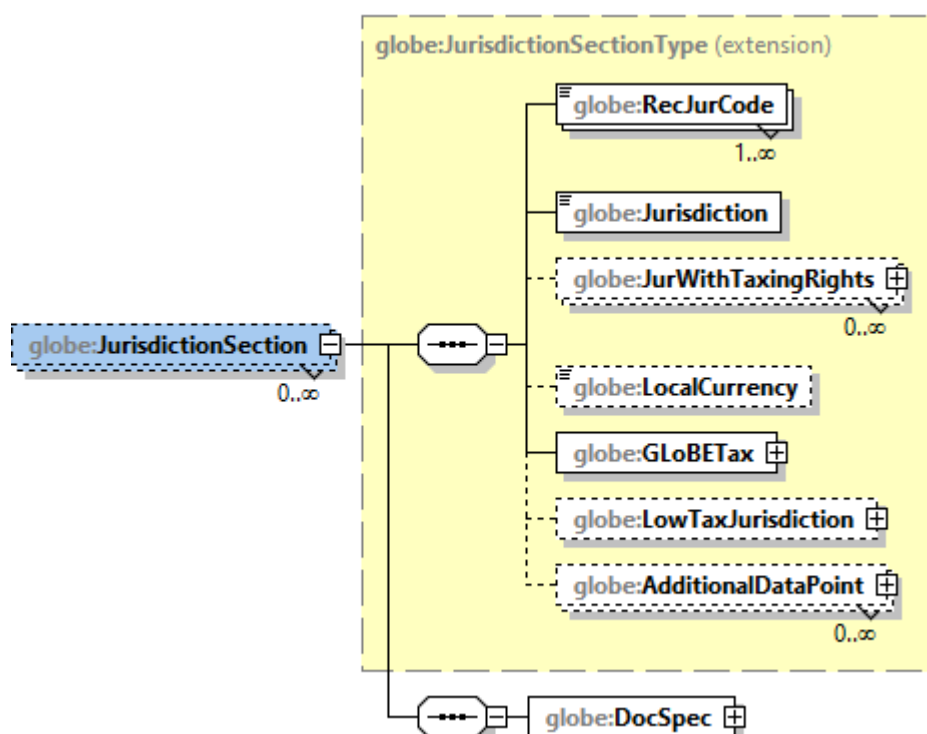 globe:JurisdictionSectionType (extension)
globe:RecJurCode
1..∞
globe:Jurisdiction
globe:JurWithTaxingRights
0..∞
globe:JurisdictionSection
0..∞
globe:LocalCurrency
globe:GLoBETax
globe:LowTaxJurisdiction
globe:AdditionalDataPoint
0..∞
globe:DocSpec